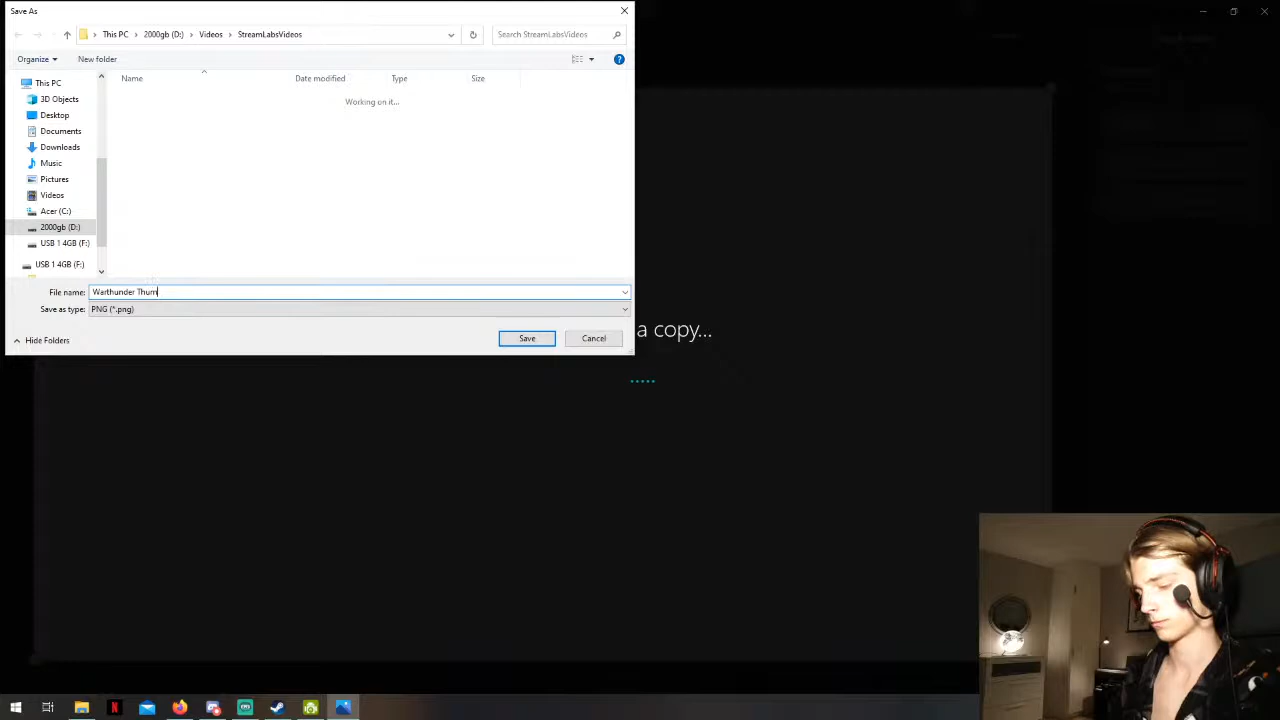 Save As
This PC > 2000gb (D:) > Videos > StreamLabsVideos
Search StreamLabsVideos
Organize
New folder
Name
Date modified
Type
Size
Working on it...
This PC
3D Objects
Desktop
Documents
Downloads
Music
Pictures
Videos
Acer (C:)
2000gb (D:)
USB 1 4GB (F:)
USB 1 4GB (F:)
File name: Warthunder Thum
Save as type: PNG (*.png)
Hide Folders
Save
Cancel
a copy...